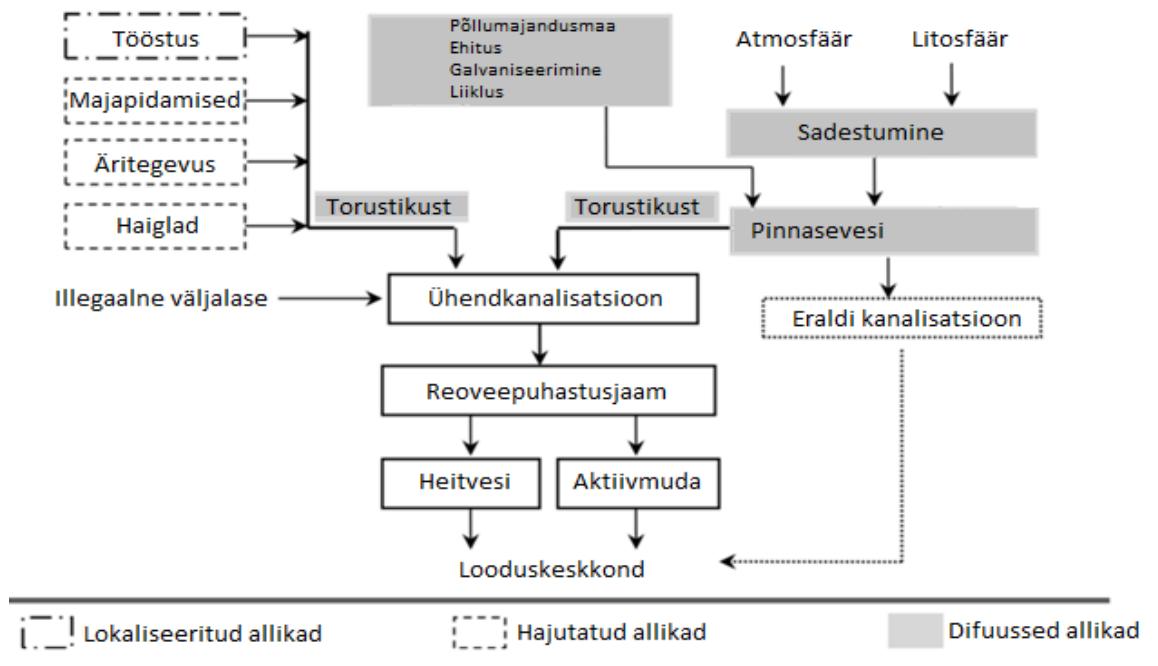 Tööstus
Majapidamised
Äritegevus
Haiglad
Põllumajandusmaa
Ehitus
Galvaniseerimine
Liiklus
Atmosfäär
Litosfäär
Sadestumine
Torustikust
Torustikust
Pinnasevesi
Illegaalne väljalase
Ühendkanalisatsioon
Eraldi kanalisatsioon
Reoveepuhastusjaam
Heitvesi
Aktiivmuda
Looduskeskkond
Lokaliseeritud allikad
Hajutatud allikad
Difuussed allikad